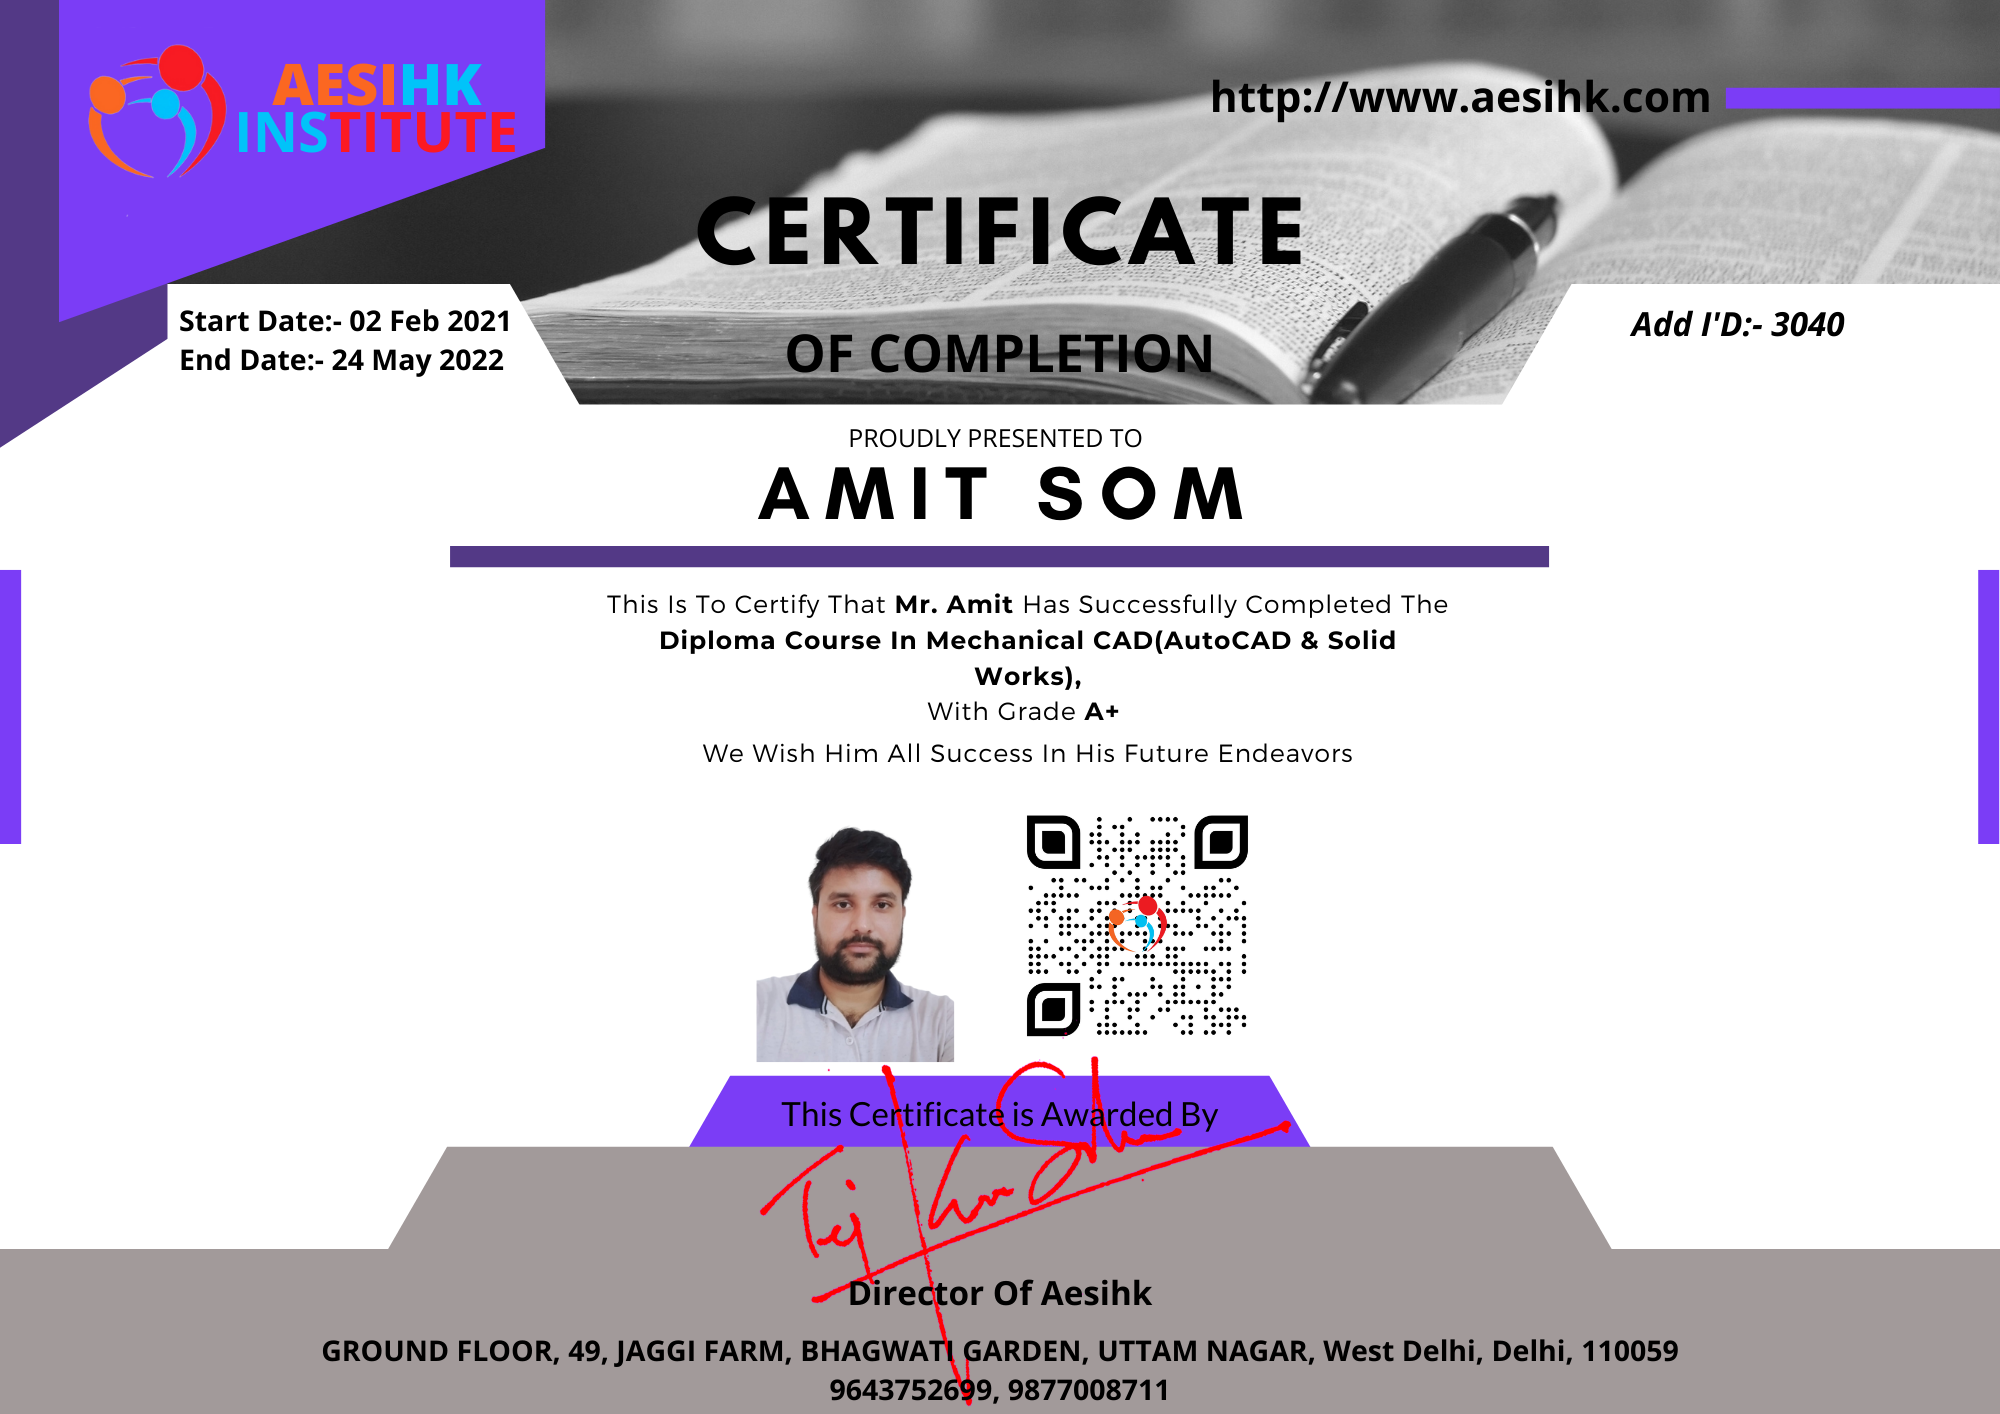 AESIHK
INSTITUTE
http://www.aesihk.com
CERTIFICATE
OF COMPLETION
Start Date:- 02 Feb 2021
End Date:- 24 May 2022
Add I'D:- 3040
PROUDLY PRESENTED TO
AMIT SOM
This Is To Certify That Mr. Amit Has Successfully Completed The
Diploma Course In Mechanical CAD(AutoCAD & Solid
Works),
With Grade A+
We Wish Him All Success In His Future Endeavors
This Certificate is Awarded By
Director Of Aesihk
GROUND FLOOR, 49, JAGGI FARM, BHAGWATI GARDEN, UTTAM NAGAR, West Delhi, Delhi, 110059
9643752699, 9877008711